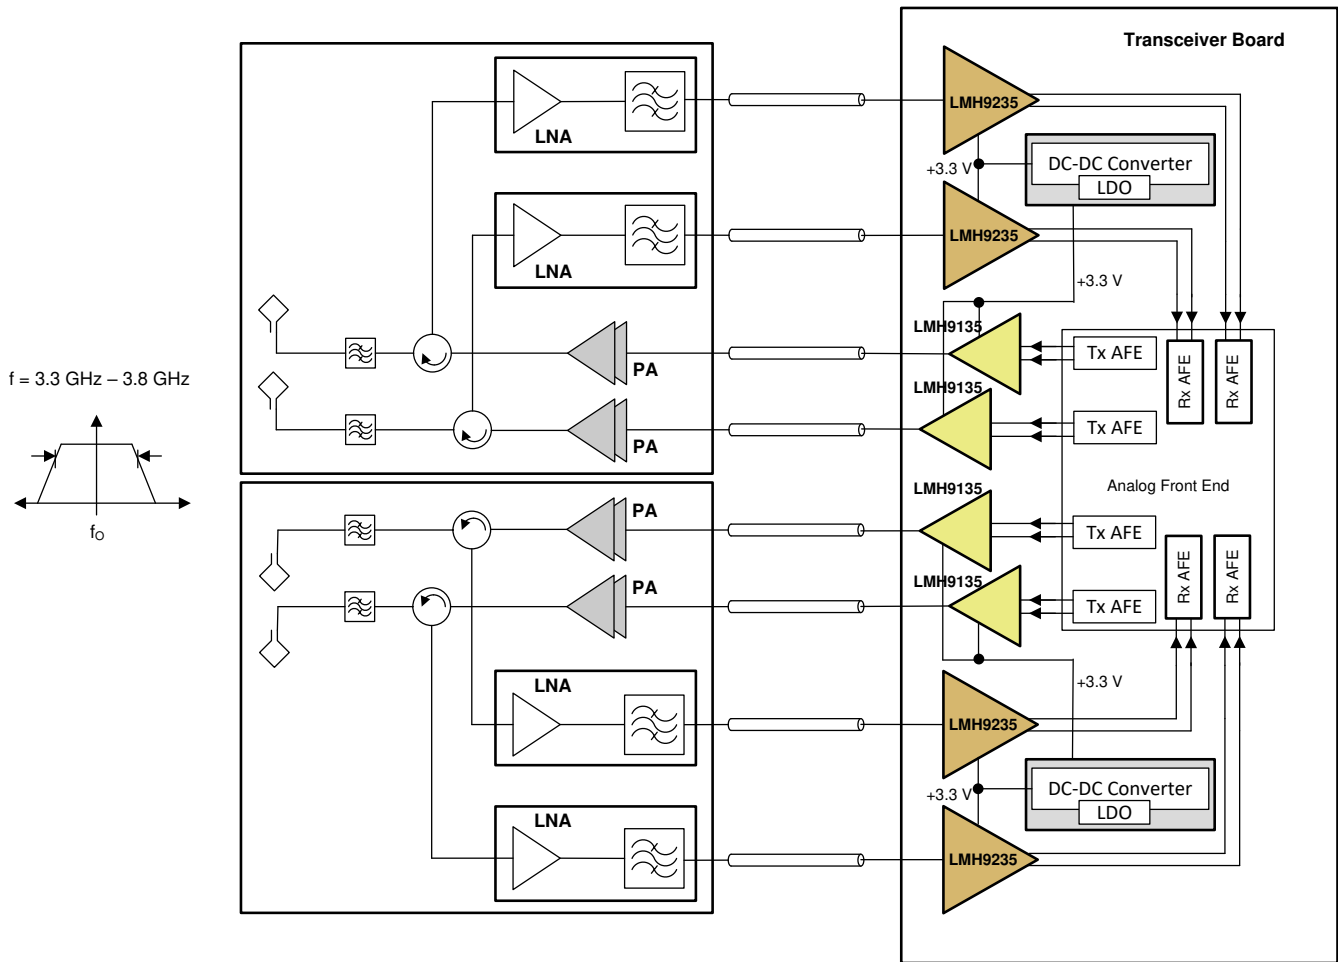 Transceiver Board
LMH9235
LNA
+3.3 V
DC-DC Converter
LDO
LMH9235
LNA
+3.3 V
LMH9135
Tx AFE
Rx AFE
Rx AFE
PA
f = 3.3 GHz – 3.8 GHz
LMH9135
Tx AFE
PA
Analog Front End
LMH9135
PA
Tx AFE
fO
Rx AFE
Rx AFE
LMH9135
PA
Tx AFE
LNA
+3.3 V
LMH9235
DC-DC Converter
+3.3 V
LDO
LNA
LMH9235